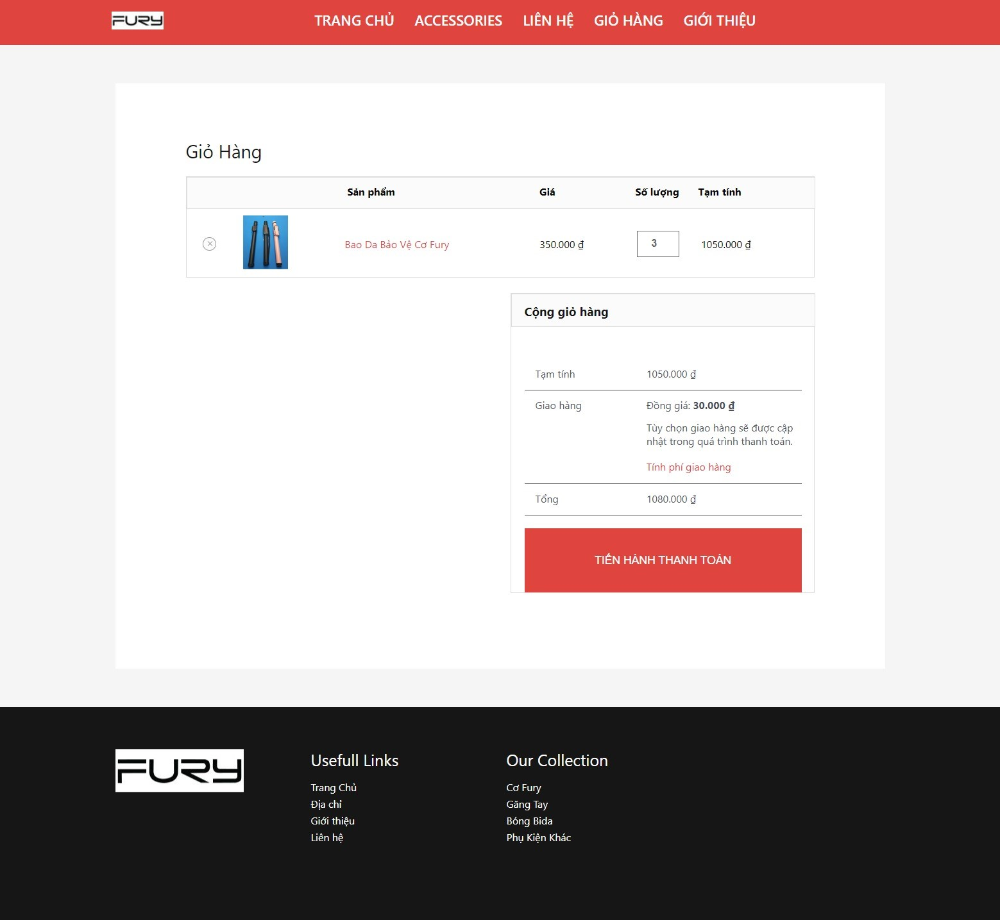 FURY TRANG CHỦ ACCESSORIES LIÊN HỆ GIỎ HÀNG GIỚI THIỆU
Giỏ Hàng
Sản phẩm Giá Số lượng Tạm tính
Bao Da Bảo Vệ Cơ Fury 350.000 ₫ 3 1050.000 ₫
Cộng giỏ hàng
Tạm tính 1050.000 ₫
Giao hàng Đồng giá: 30.000 ₫
Tùy chọn giao hàng sẽ được cập
nhật trong quá trình thanh toán.
Tính phí giao hàng
Tổng 1080.000 ₫
TIẾN HÀNH THANH TOÁN
FURY
Usefull Links
Trang Chủ
Địa chỉ
Giới thiệu
Liên hệ
Our Collection
Cơ Fury
Găng Tay
Bóng Bida
Phụ Kiện Khác